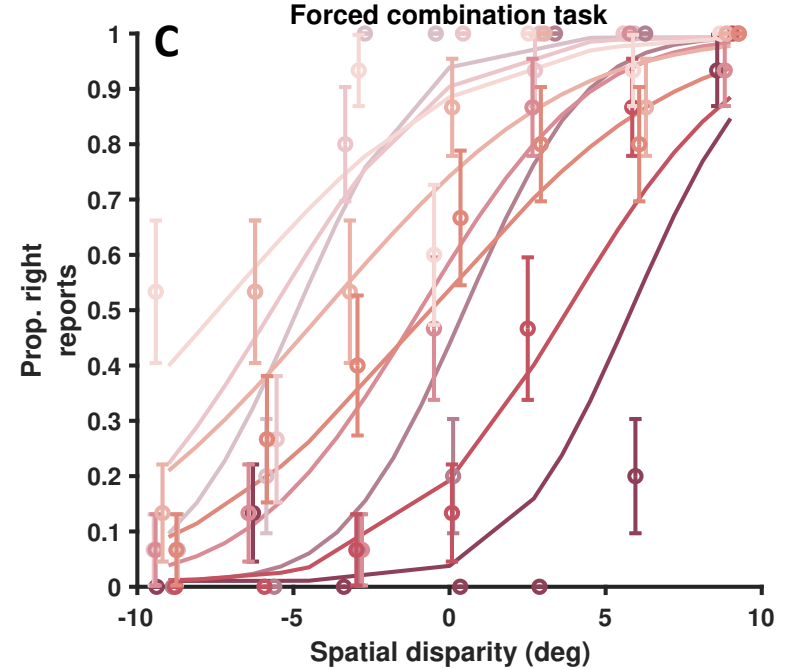 Forced combination task
C
1
0.9
0.8
0.7
0.6
0.5
0.4
0.3
0.2
0.1
0
Prop. right
reports
-10 -5 0 5 10
Spatial disparity (deg)